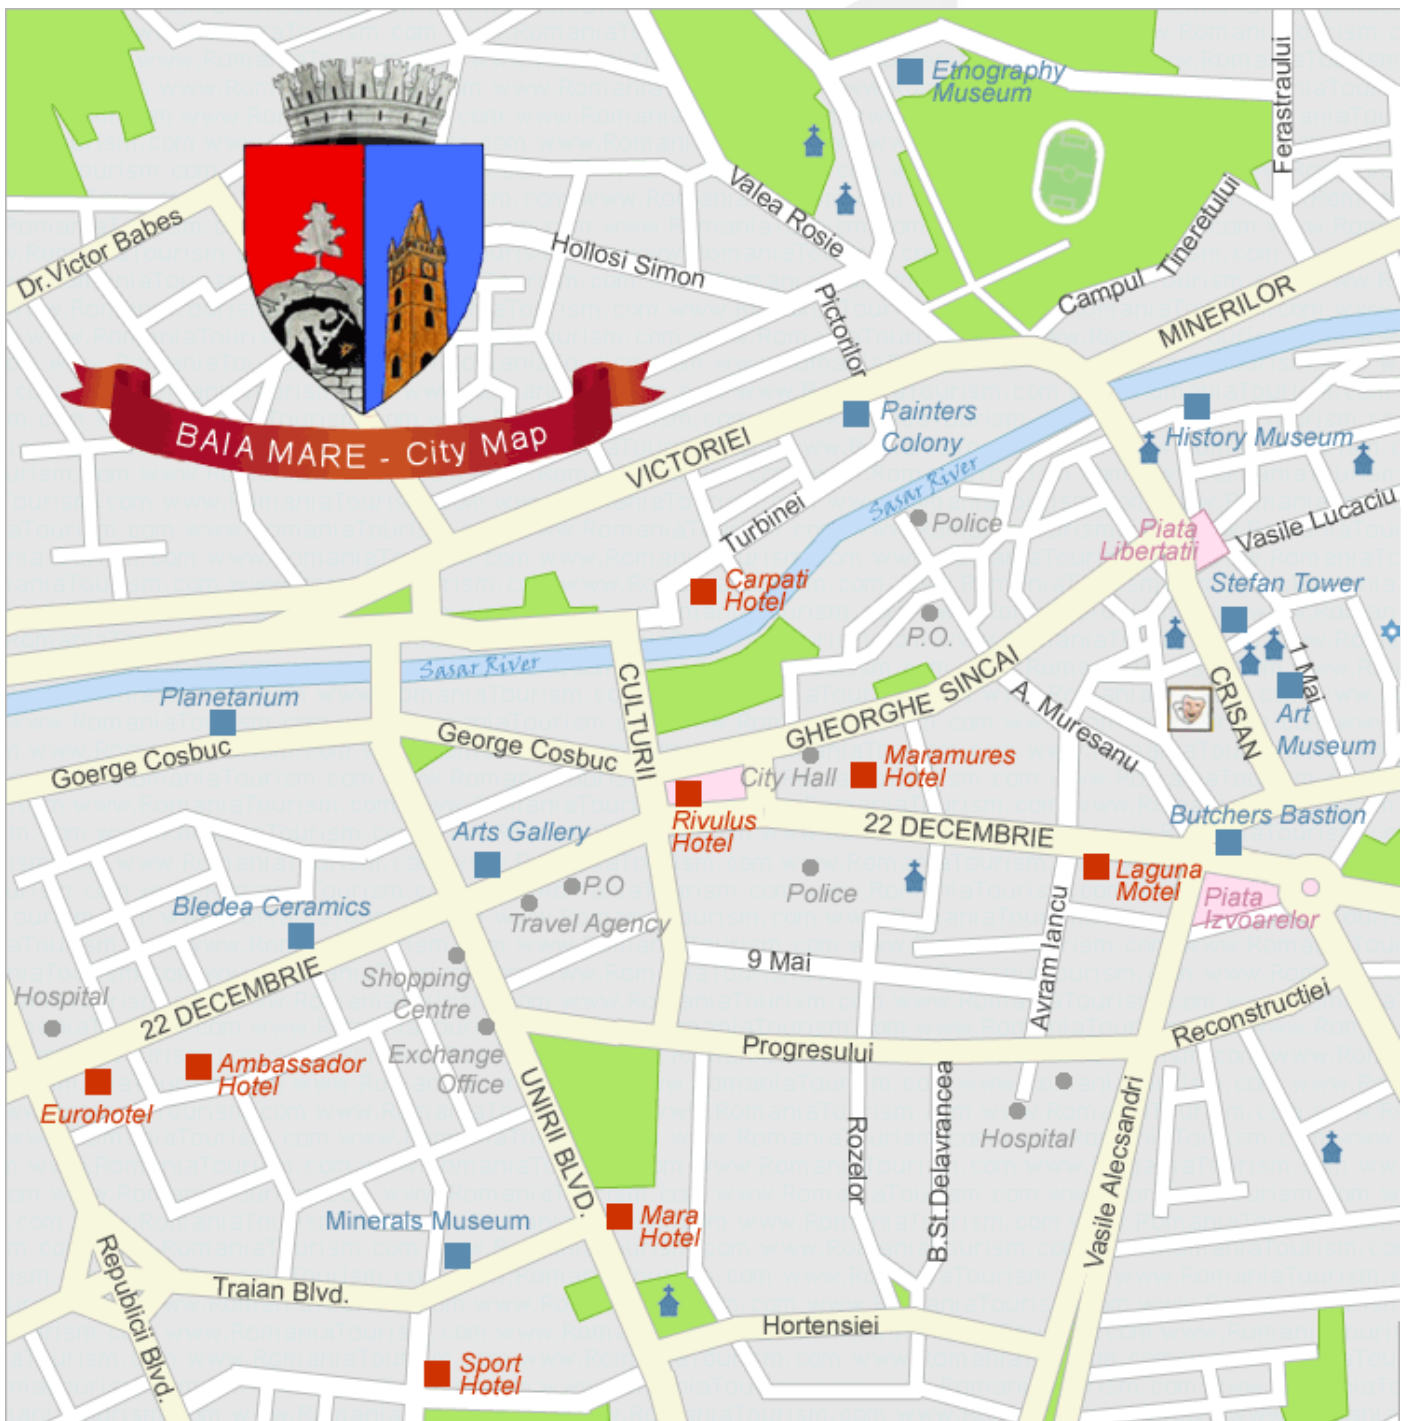 Etnography
Museum
Ferastraului
Valea Rosie
Dr.Victor Babes
Hollosi Simon
Campul Tineretului
Pictorilor
MINERILOR
BAIA MARE - City Map
Painters
Colony
History Museum
VICTORIEI
Sasar River
Turbinei
Police
Piata
Libertatii
Vasile Lucaciu
Carpati
Hotel
Stefan Tower
P.O.
Sasar River
CULTURII
1 Mai
Planetarium
GHEORGHE SINCAI
A. Muresanu
CRISAN
Art
Museum
Goerge Cosbuc
George Cosbuc
City Hall
Maramures
Hotel
Rivulus
Hotel
22 DECEMBRIE
Butchers Bastion
Arts Gallery
Laguna
Motel
P.O
Police
Piata
Izvoarelor
Bledea Ceramics
Travel Agency
Avram Iancu
9 Mai
Shopping
Centre
Hospital
22 DECEMBRIE
Reconstructiei
Exchange
Office
Progresului
Ambassador
Hotel
Eurohotel
UNIRII BLVD.
Rozelor
B.St.Delavrancea
Hospital
Vasile Alecsandri
Minerals Museum
Mara
Hotel
Republicii Blvd.
Traian Blvd.
Hortensiei
Sport
Hotel